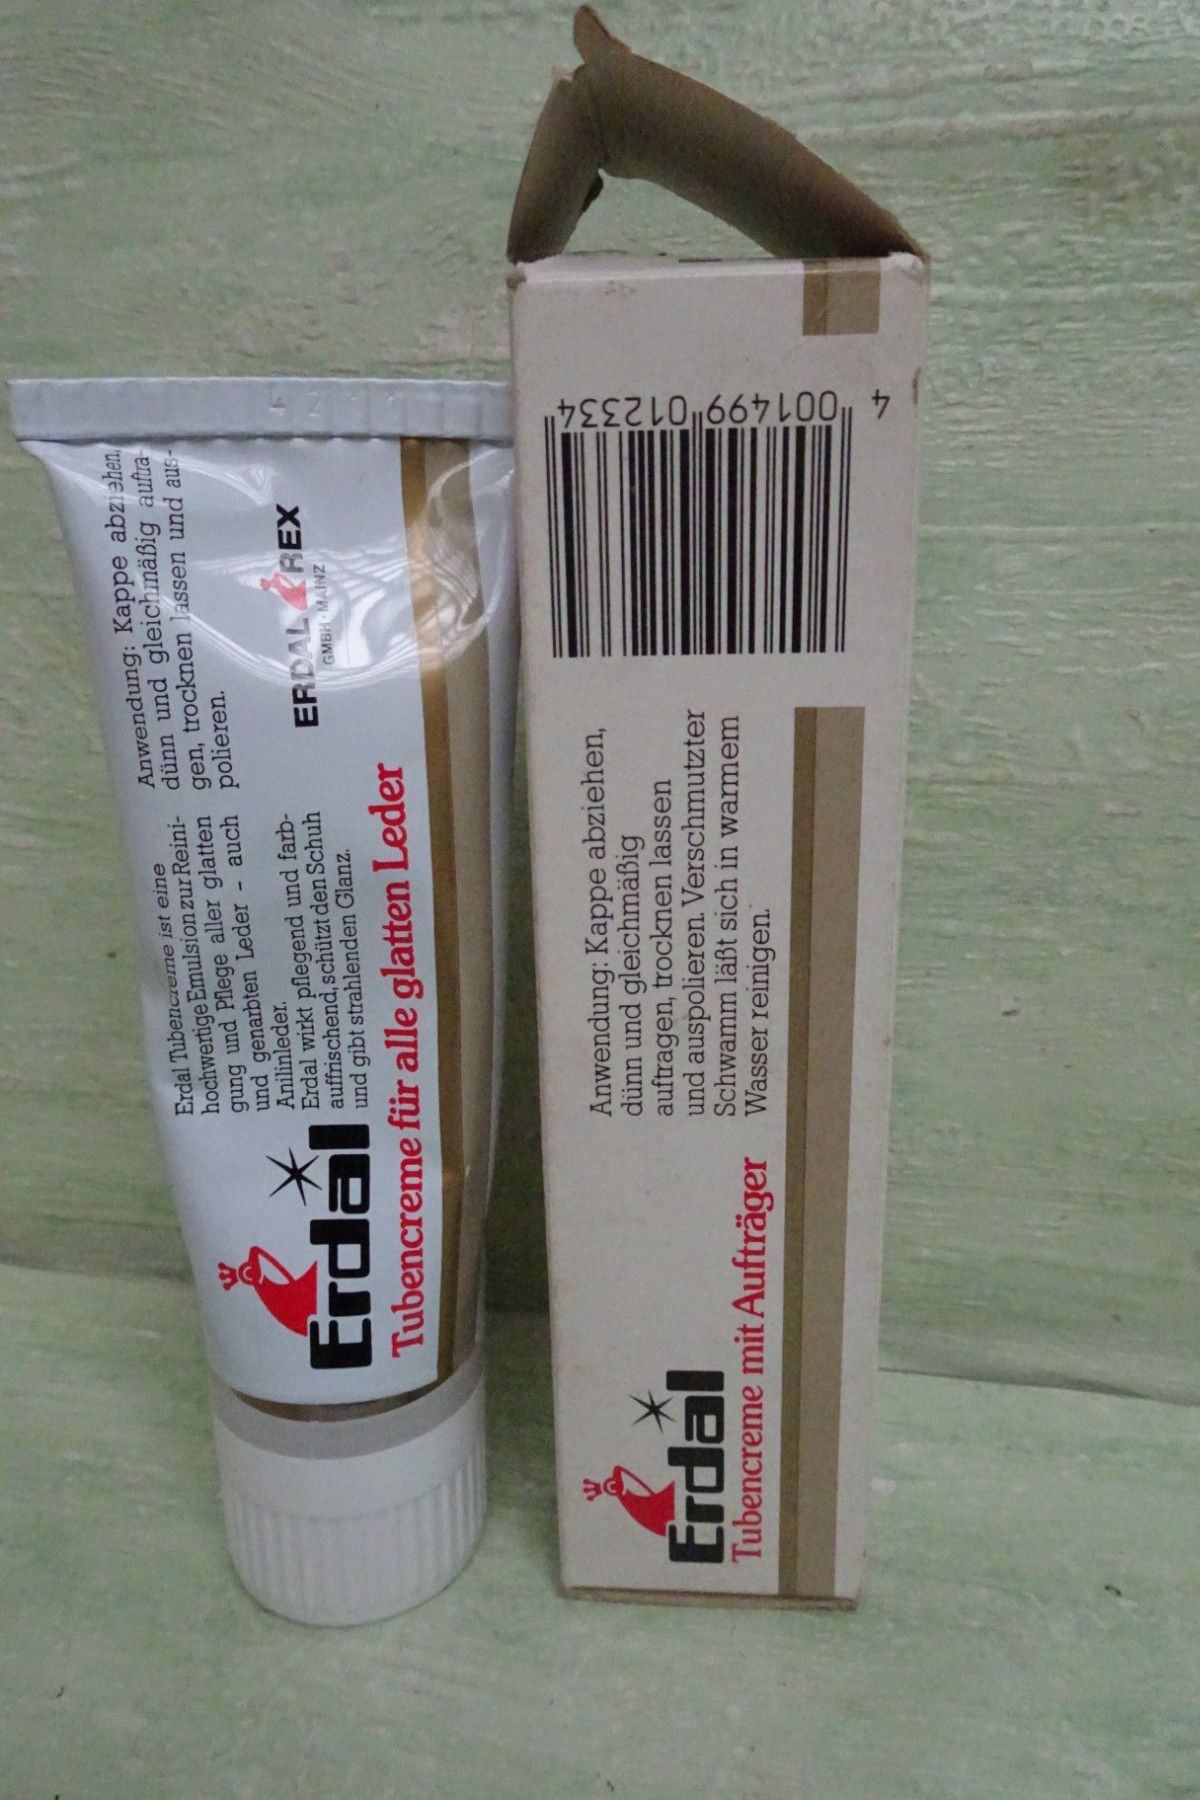 Erdal
Tubencreme für alle glatten Leder
Erdal Tubencreme ist eine
hochwertige Emulsion zur Reini-
gung und Pflege aller glatten
und genarbten Leder - auch
Anilinleder.
Erdal wirkt pflegend und farb-
auffrischend, schützt den Schuh
und gibt strahlenden Glanz.
Anwendung: Kappe abziehen,
dünn und gleichmäßig auftra-
gen, trocknen lassen und aus-
polieren.
ERDAL REX
GMBH · MAINZ
Erdal
Tubencreme mit Aufträger
Anwendung: Kappe abziehen,
dünn und gleichmäßig
auftragen, trocknen lassen
und auspolieren. Verschmutzter
Schwamm läßt sich in warmem
Wasser reinigen.
4 001499 012334